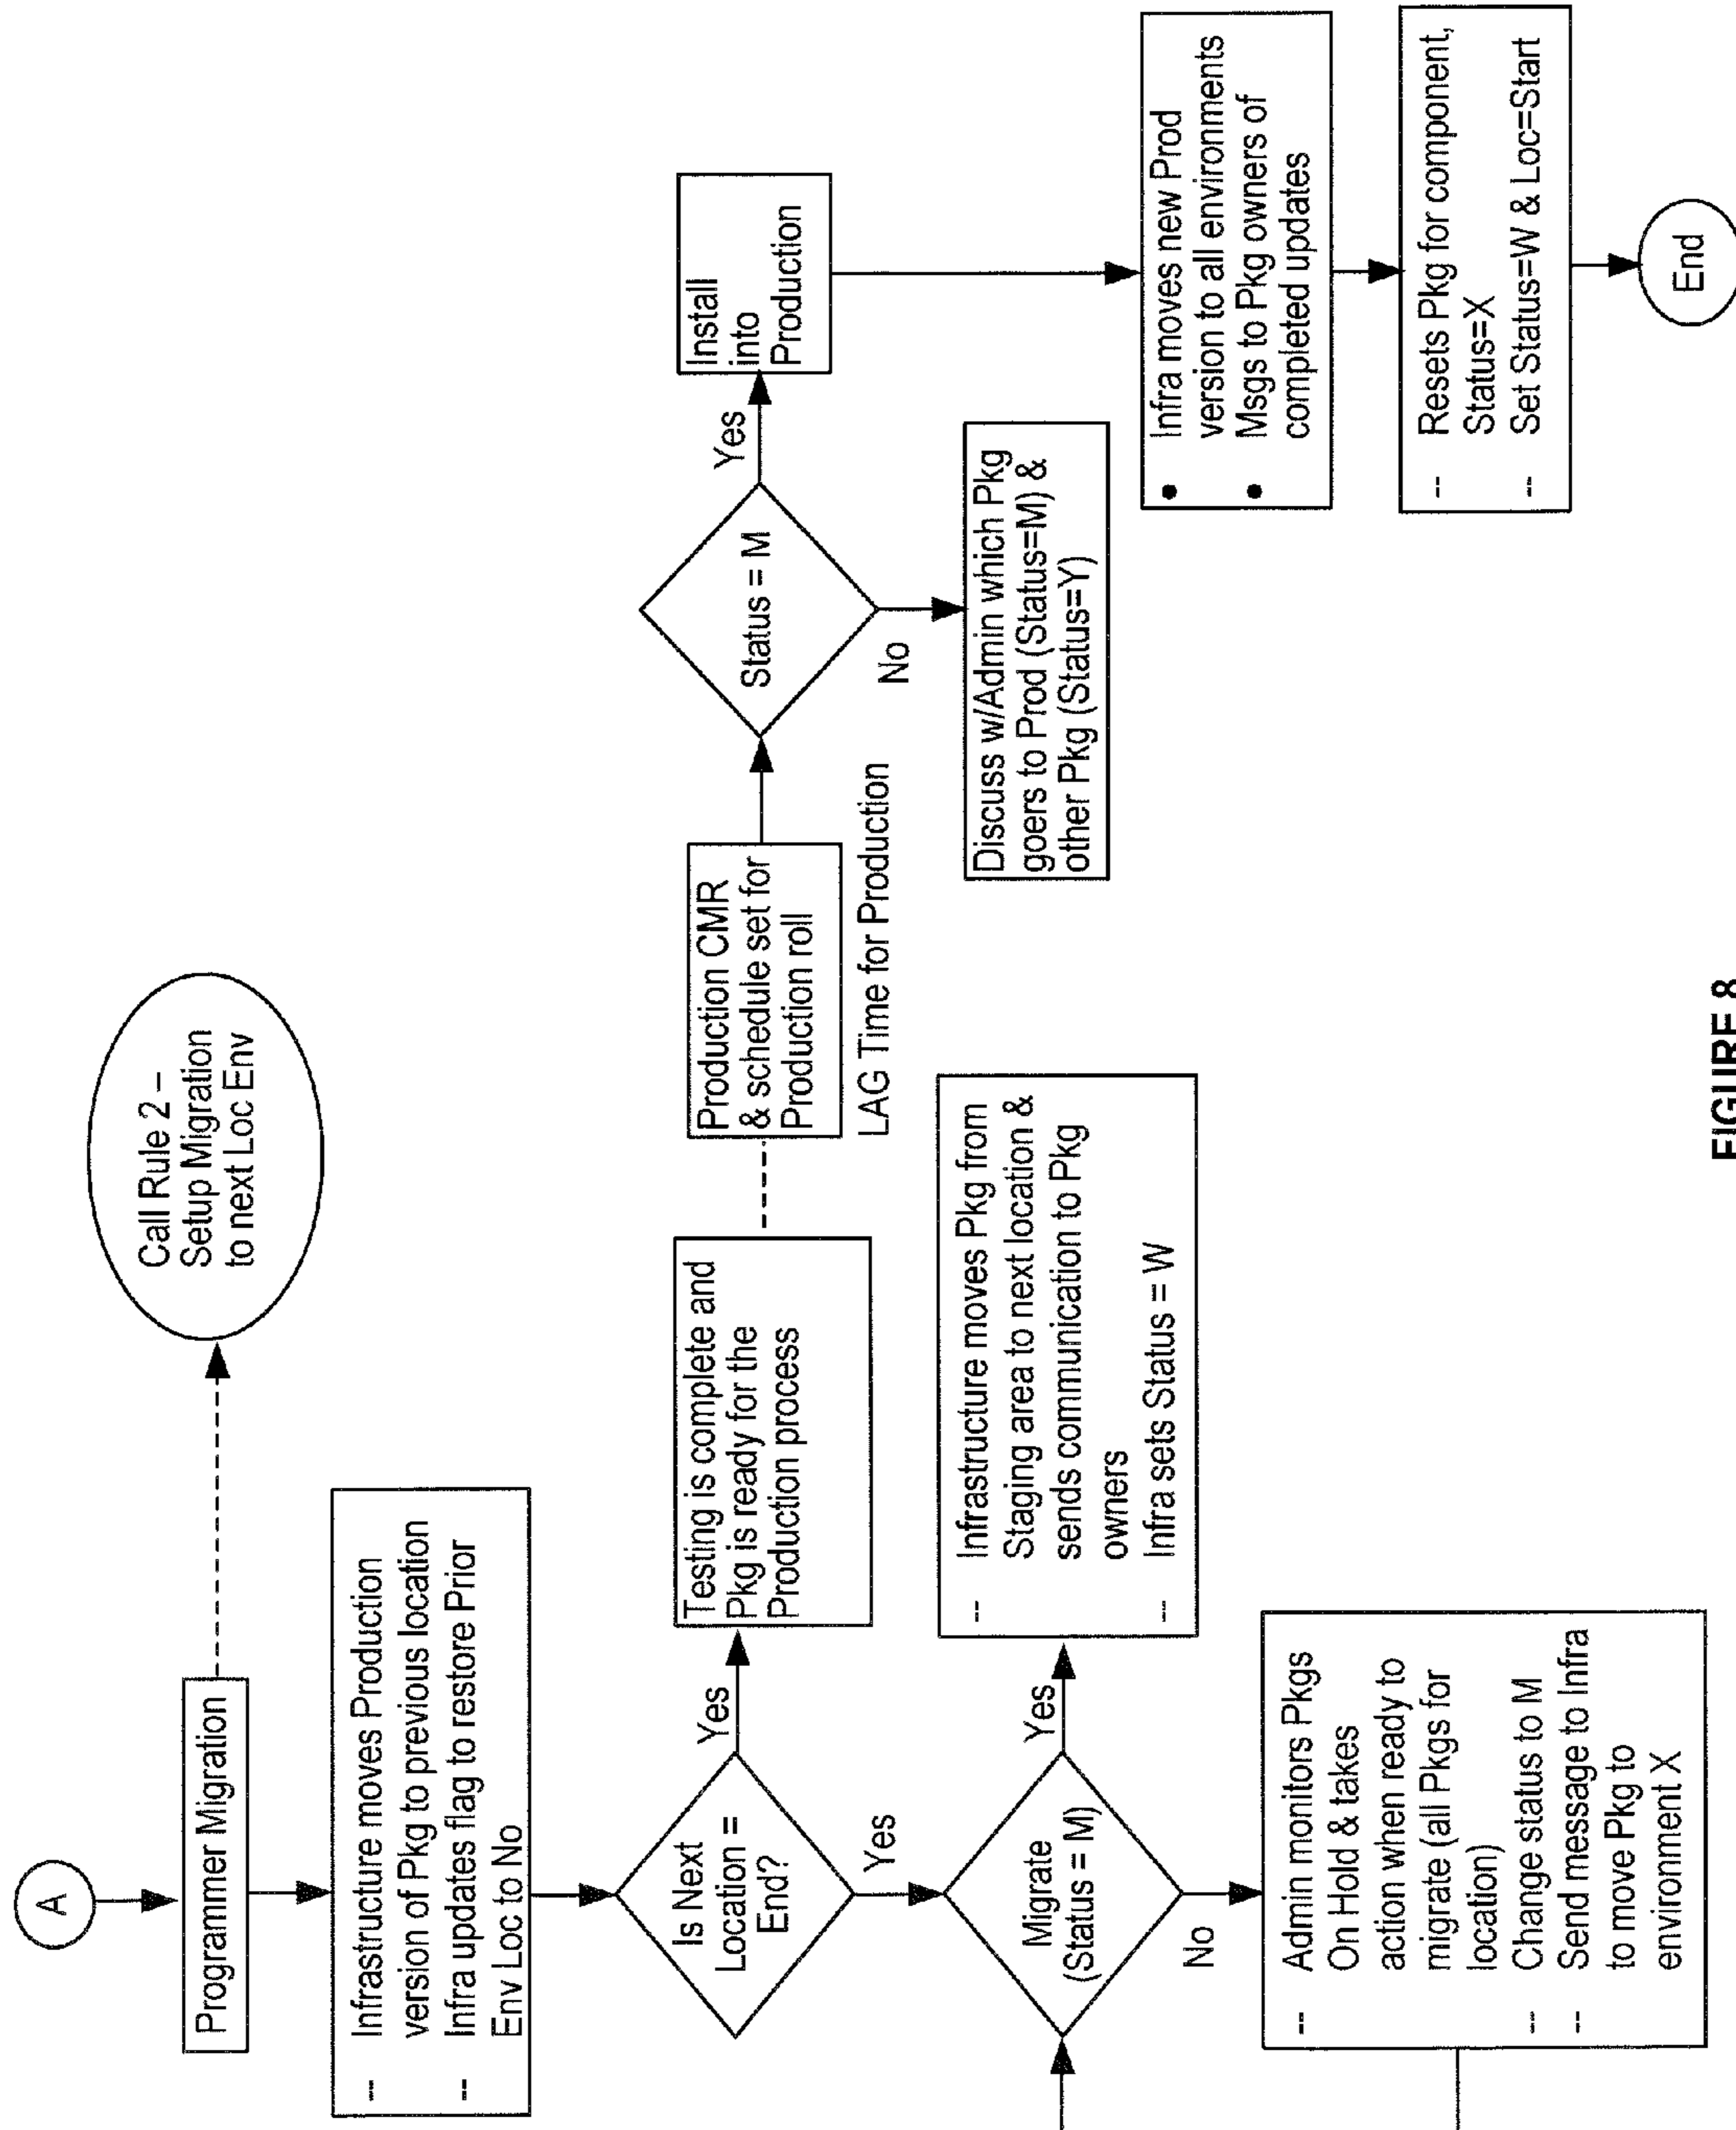 A
Programmer Migration
Call Rule 2 –
Setup Migration
to next Loc Env
-- Infrastructure moves Production
version of Pkg to previous location
-- Infra updates flag to restore Prior
Env Loc to No
Is Next
Location =
End?
Yes
Testing is complete and
Pkg is ready for the
Production process
Production CMR
& schedule set for
Production roll
LAG Time for Production
Status = M
Yes
Install
into
Production
No
Discuss w/Admin which Pkg
goers to Prod (Status=M) &
other Pkg (Status=Y)
• Infra moves new Prod
version to all environments
• Msgs to Pkg owners of
completed updates
-- Resets Pkg for component,
Status=X
-- Set Status=W & Loc=Start
End
Yes
Migrate
(Status = M)
Yes
-- Infrastructure moves Pkg from
Staging area to next location &
sends communication to Pkg
owners
-- Infra sets Status = W
No
-- Admin monitors Pkgs
On Hold & takes
action when ready to
migrate (all Pkgs for
location)
-- Change status to M
-- Send message to Infra
to move Pkg to
environment X
FIGURE 8